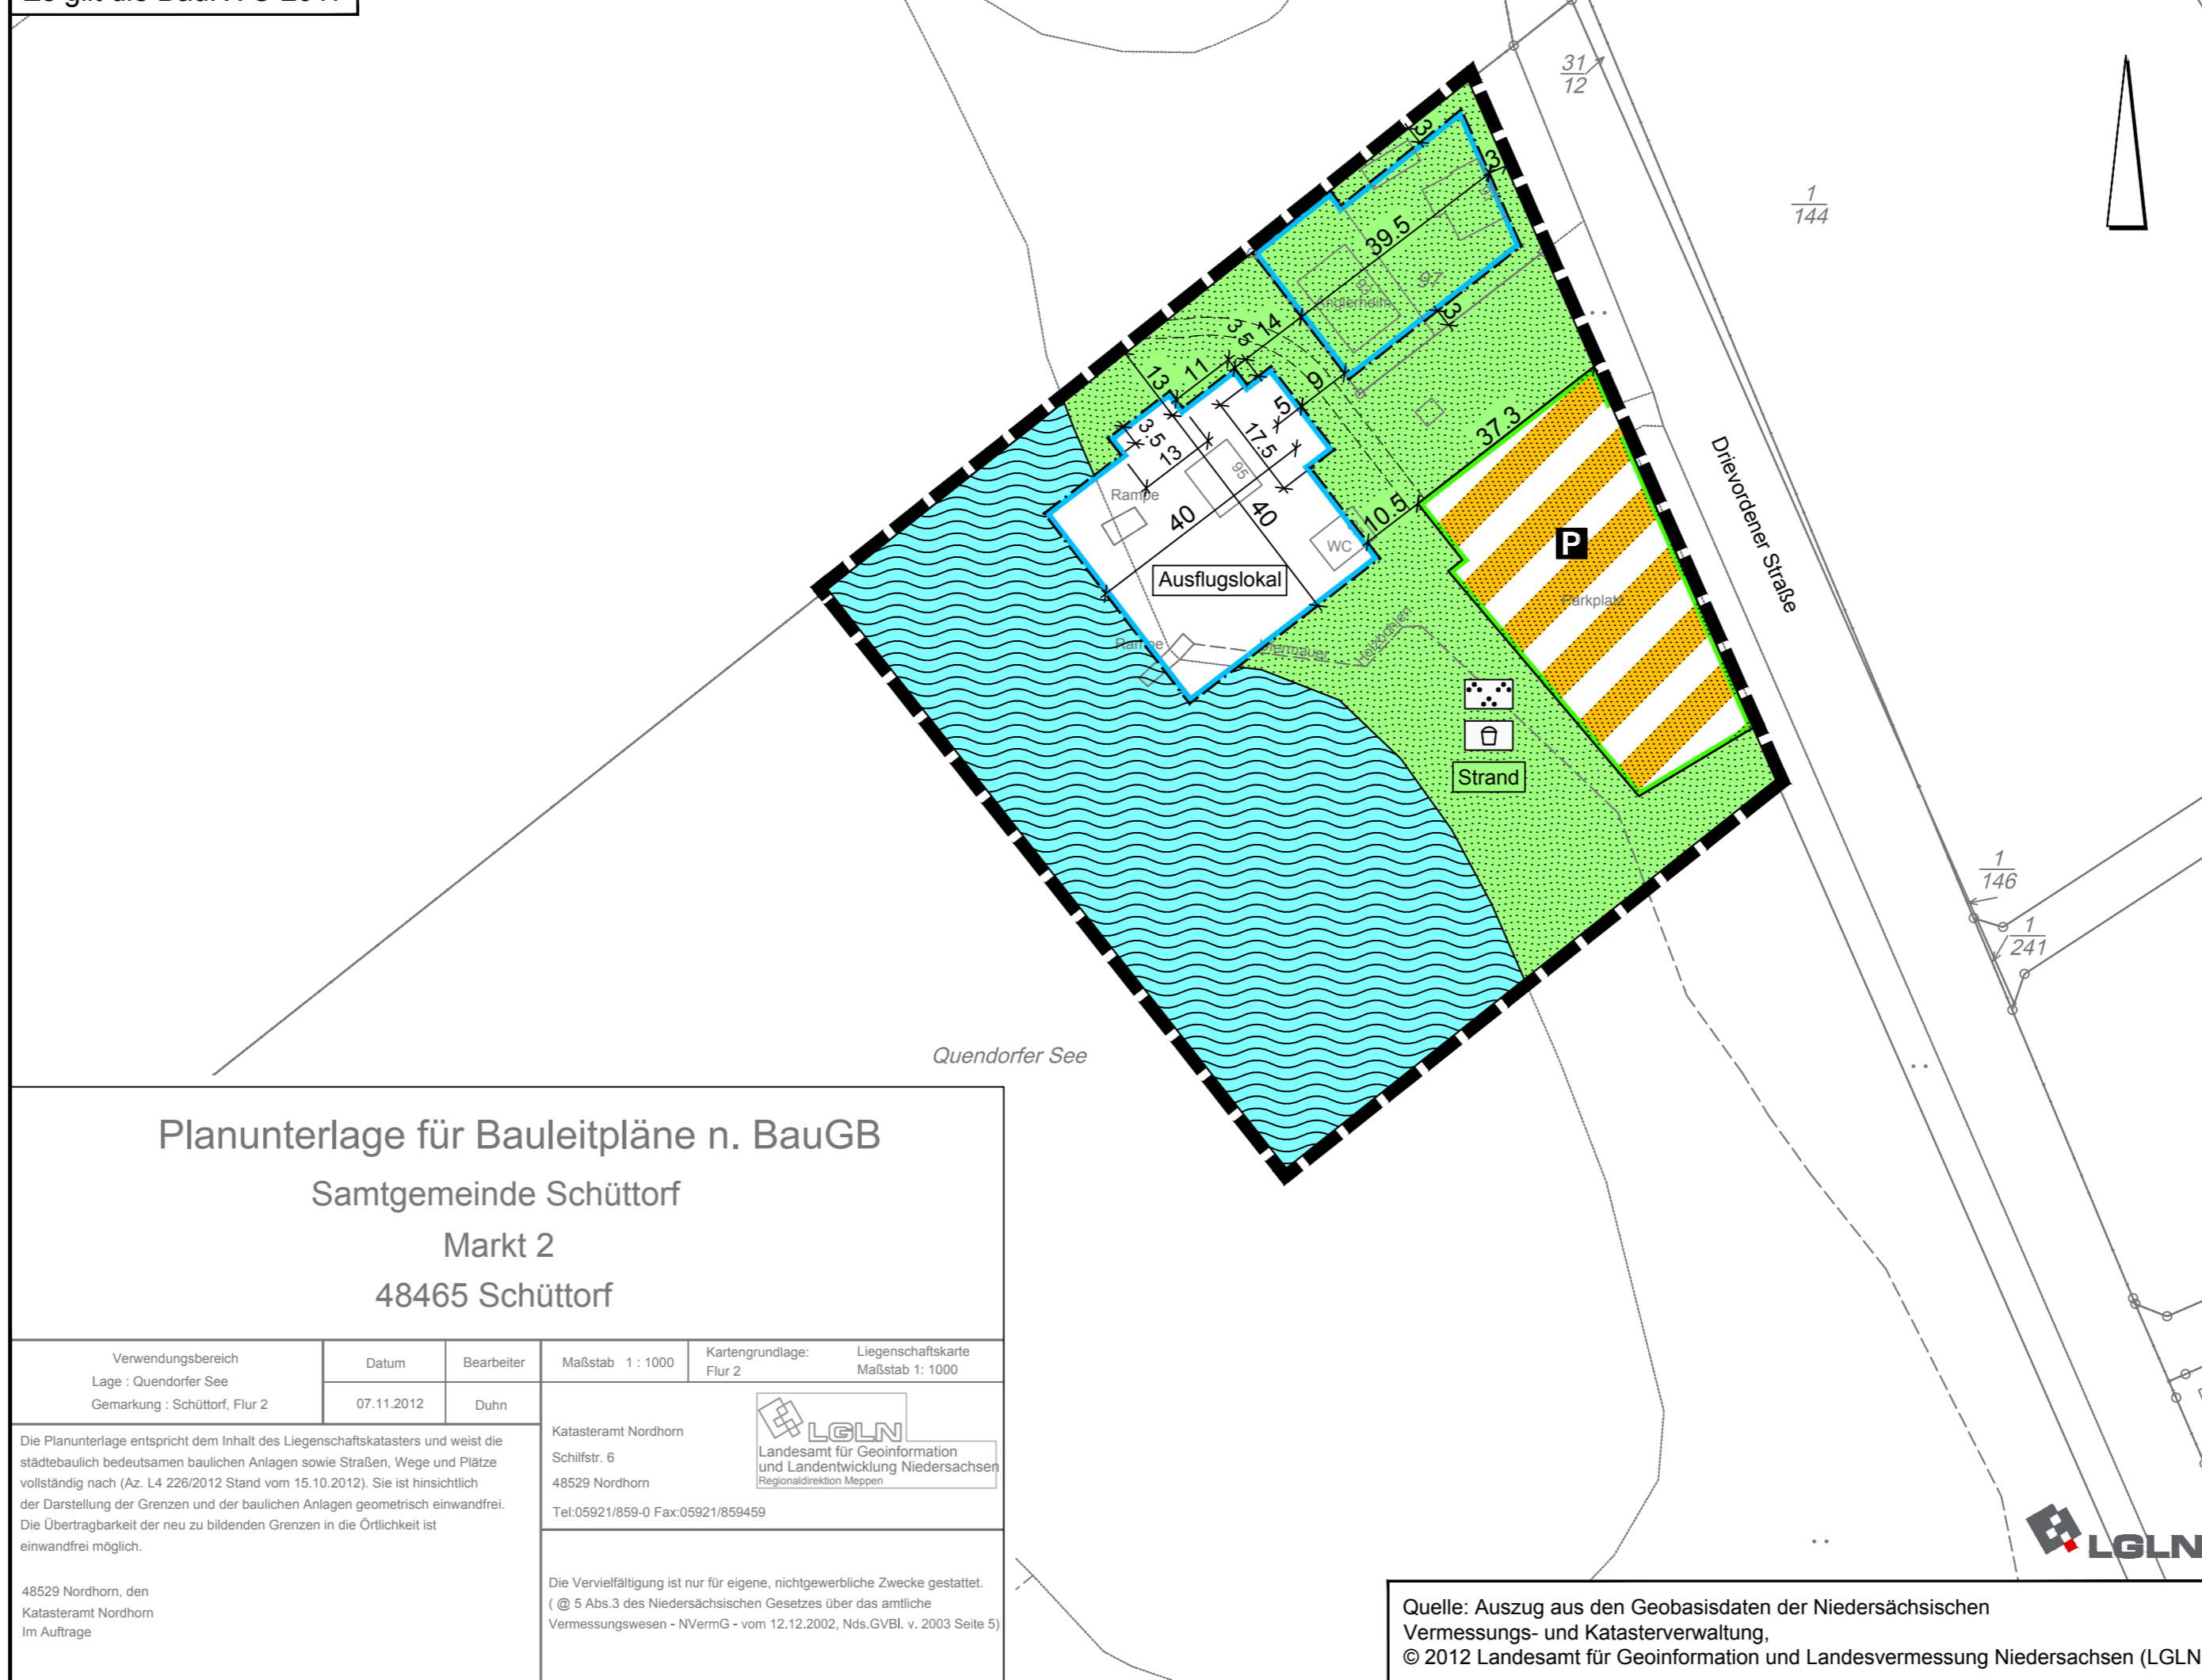 31
12
1
144
3
3
39.5
97
Anglerheim
3
14
3.5
11
13
9
5
3.5
13
17.5
95
37.3
Rampe
40
40
10.5
WC
P
Drievordener Straße
Ausflugslokal
Parkplatz
Rampe
Ufermauer
Strand
1
146
1
241
Quendorfer See
Planunterlage für Bauleitpläne n. BauGB
Samtgemeinde Schüttorf
Markt 2
48465 Schüttorf
Verwendungsbereich
Lage : Quendorfer See
Gemarkung : Schüttorf, Flur 2
Datum
07.11.2012
Bearbeiter
Duhn
Maßstab 1 : 1000
Kartengrundlage: Liegenschaftskarte
Flur 2 Maßstab 1: 1000
Die Planunterlage entspricht dem Inhalt des Liegenschaftskatasters und weist die
städtebaulich bedeutsamen baulichen Anlagen sowie Straßen, Wege und Plätze
vollständig nach (Az. L4 226/2012 Stand vom 15.10.2012). Sie ist hinsichtlich
der Darstellung der Grenzen und der baulichen Anlagen geometrisch einwandfrei.
Die Übertragbarkeit der neu zu bildenden Grenzen in die Örtlichkeit ist
einwandfrei möglich.
48529 Nordhorn, den
Katasteramt Nordhorn
Im Auftrage
Katasteramt Nordhorn
Schilfstr. 6
48529 Nordhorn
Tel:05921/859-0 Fax:05921/859459
LGLN
Landesamt für Geoinformation
und Landentwicklung Niedersachsen
Regionaldirektion Meppen
Die Vervielfältigung ist nur für eigene, nichtgewerbliche Zwecke gestattet.
( @ 5 Abs.3 des Niedersächsischen Gesetzes über das amtliche
Vermessungswesen - NVermG - vom 12.12.2002, Nds.GVBl. v. 2003 Seite 5)
LGLN
Quelle: Auszug aus den Geobasisdaten der Niedersächsischen
Vermessungs- und Katasterverwaltung,
© 2012 Landesamt für Geoinformation und Landesvermessung Niedersachsen (LGLN